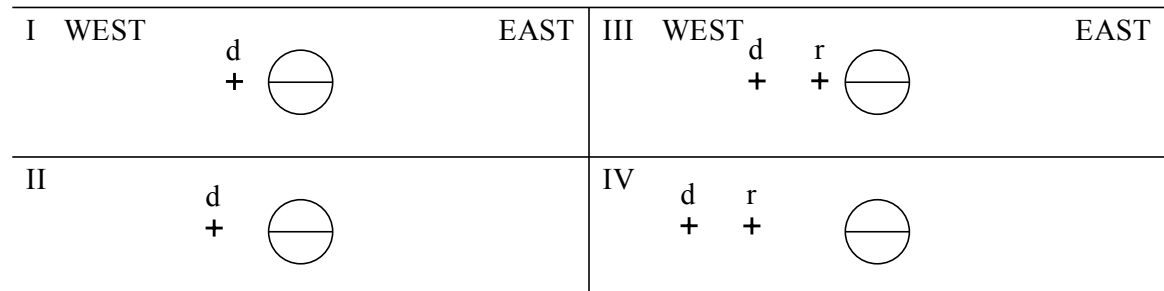 I WEST EAST
d
III WEST EAST
d r
II
d
IV
d r